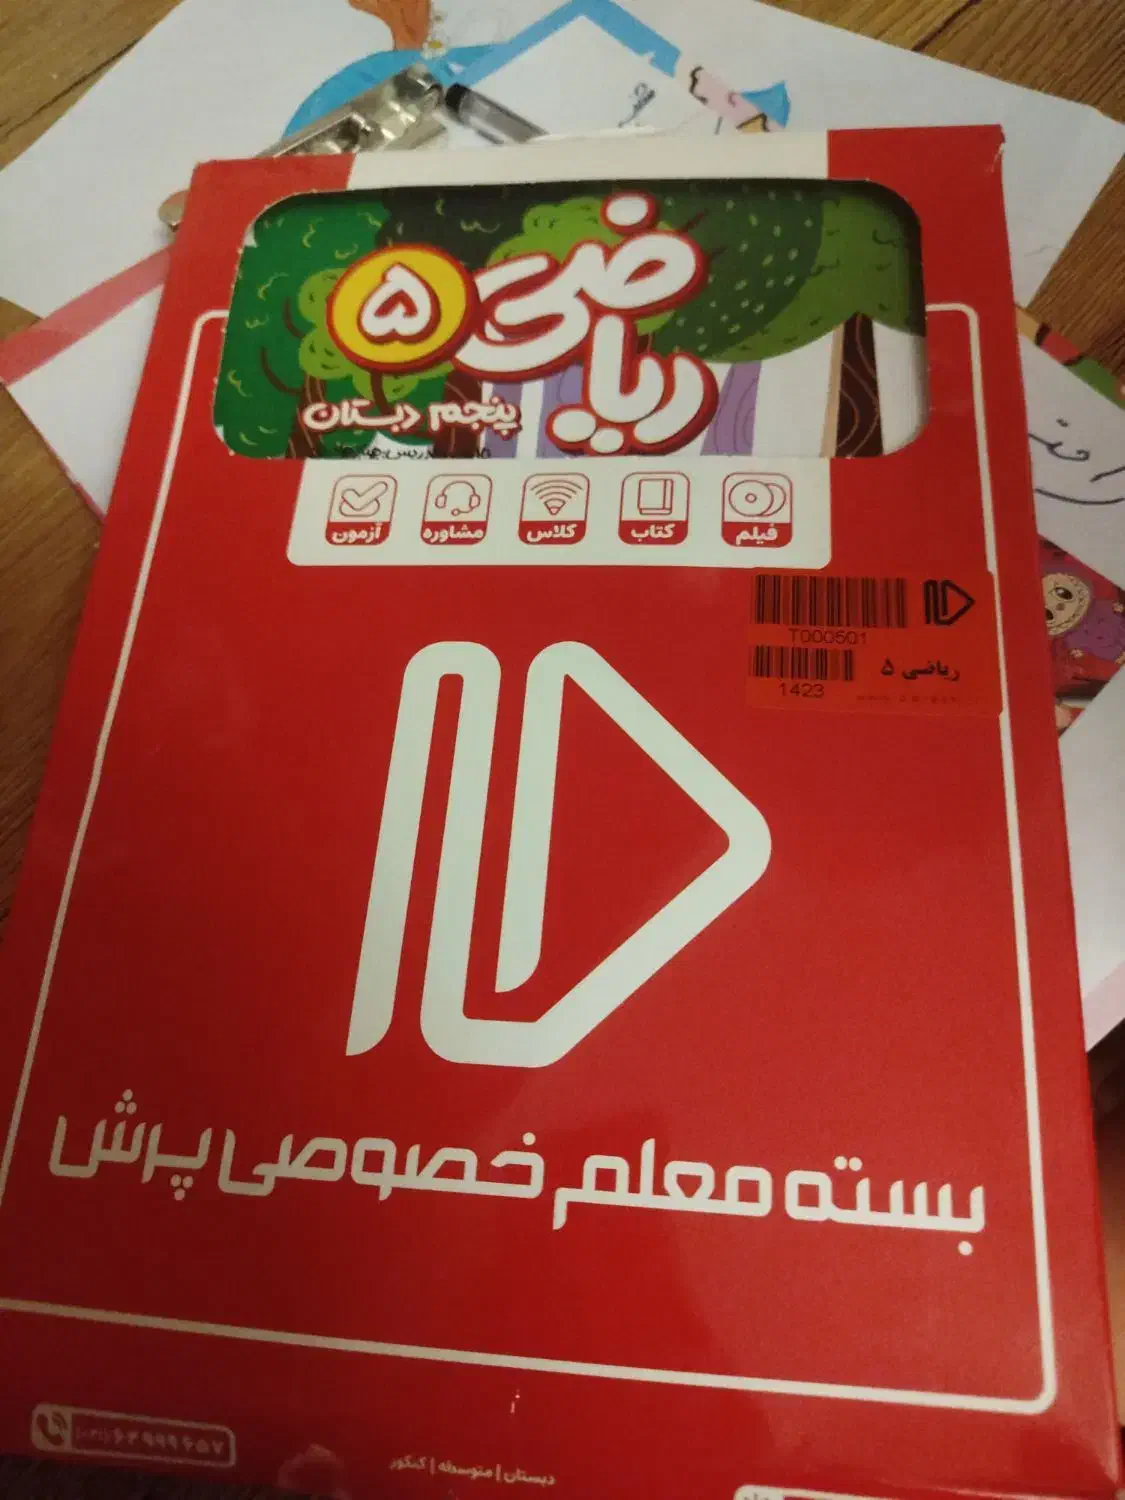 ریاضی ۵
پنجم دبستان
فیلم
کتاب
کلاس
مشاوره
آزمون
T000501
ریاضی ۵
1423
بسته معلم خصوصی پرش
دبستان | متوسطه | کنکور